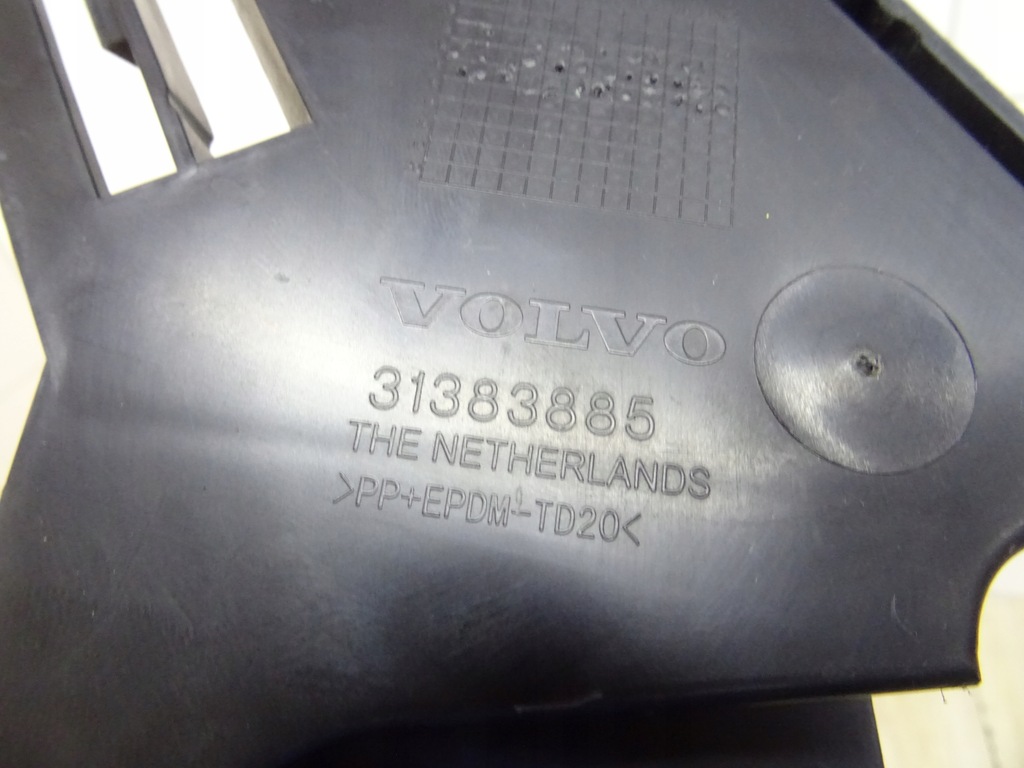 VOLVO
31383885
THE NETHERLANDS
>PP+EPDM-TD20<